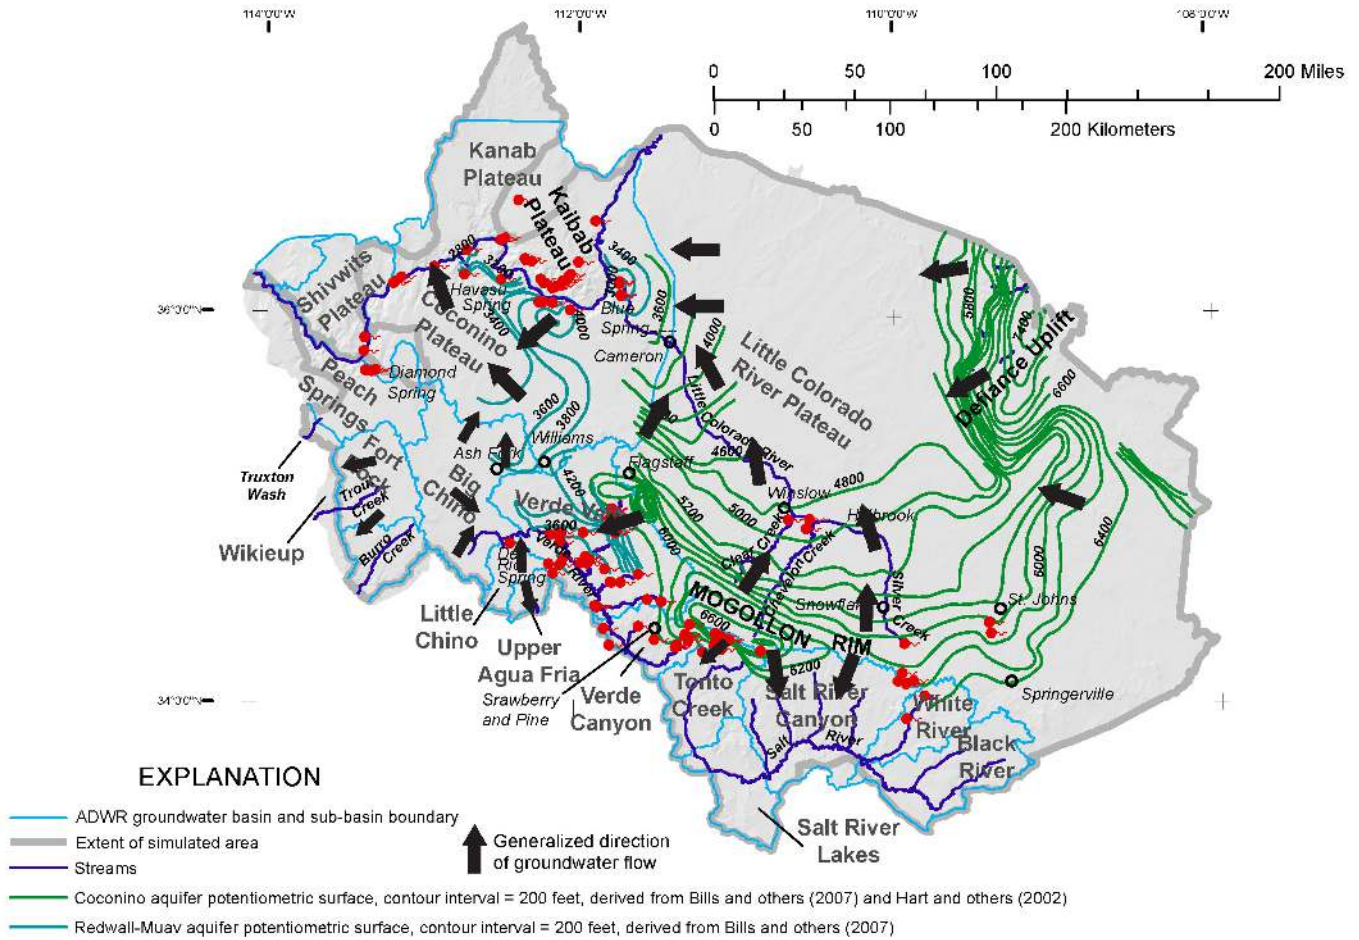 114°0'0"W
112°0'0"W
110°0'0"W
108°30'W
0 50 100 200 Miles
0 50 100 200 Kilometers
Kanab
Plateau
Kaibab
Plateau
2800
3400
Shivwits
Plateau
Havasu
Spring
3400
4000
Blue
Spring
3600
5800
7400
36°30'0"N
Coconino
Plateau
4000
Cameron
Little Colorado
River Plateau
Defiance Uplift
6600
Diamond
Spring
Peach
Springs
3600
3800
Little Colorado River
Williams
Ash Fork
Flagstaff
4600
4800
Truxton
Wash
Fort
Rock
Trout
Creek
Big
Chino
4200
Verde
5200
5000
Winslow
Holbrook
6400
Wikieup
Burro
Creek
3600
6000
Clear Creek
Chevelon Creek
6000
Verde
River
Spring
MOGOLLON
RIM
Snowflake
Silver
Creek
St. Johns
Little
Chino
6600
6200
Upper
Agua Fria
Srawberry
and Pine
Verde
Canyon
Tonto
Creek
Salt River
Canyon
White
River
Springerville
34°30'0"N
Salt
River
Black
River
Salt River
Lakes
EXPLANATION
ADWR groundwater basin and sub-basin boundary
Extent of simulated area
Streams
Generalized direction
of groundwater flow
Coconino aquifer potentiometric surface, contour interval = 200 feet, derived from Bills and others (2007) and Hart and others (2002)
Redwall-Muav aquifer potentiometric surface, contour interval = 200 feet, derived from Bills and others (2007)